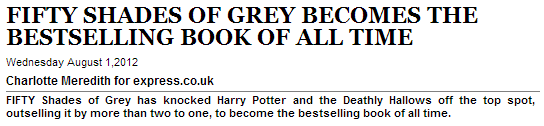 FIFTY SHADES OF GREY BECOMES THE
BESTSELLING BOOK OF ALL TIME
Wednesday August 1,2012
Charlotte Meredith for express.co.uk
FIFTY Shades of Grey has knocked Harry Potter and the Deathly Hallows off the top spot,
outselling it by more than two to one, to become the bestselling book of all time.